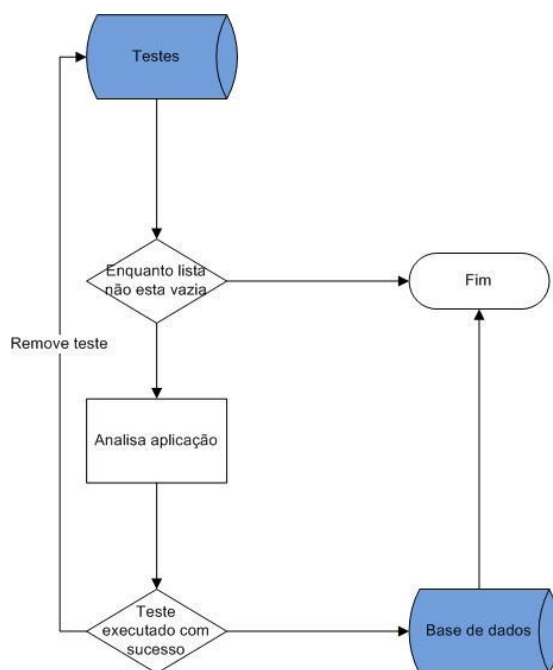 Testes
Enquanto lista
não esta vazia
Fim
Remove teste
Analisa aplicação
Teste
executado com
sucesso
Base de dados